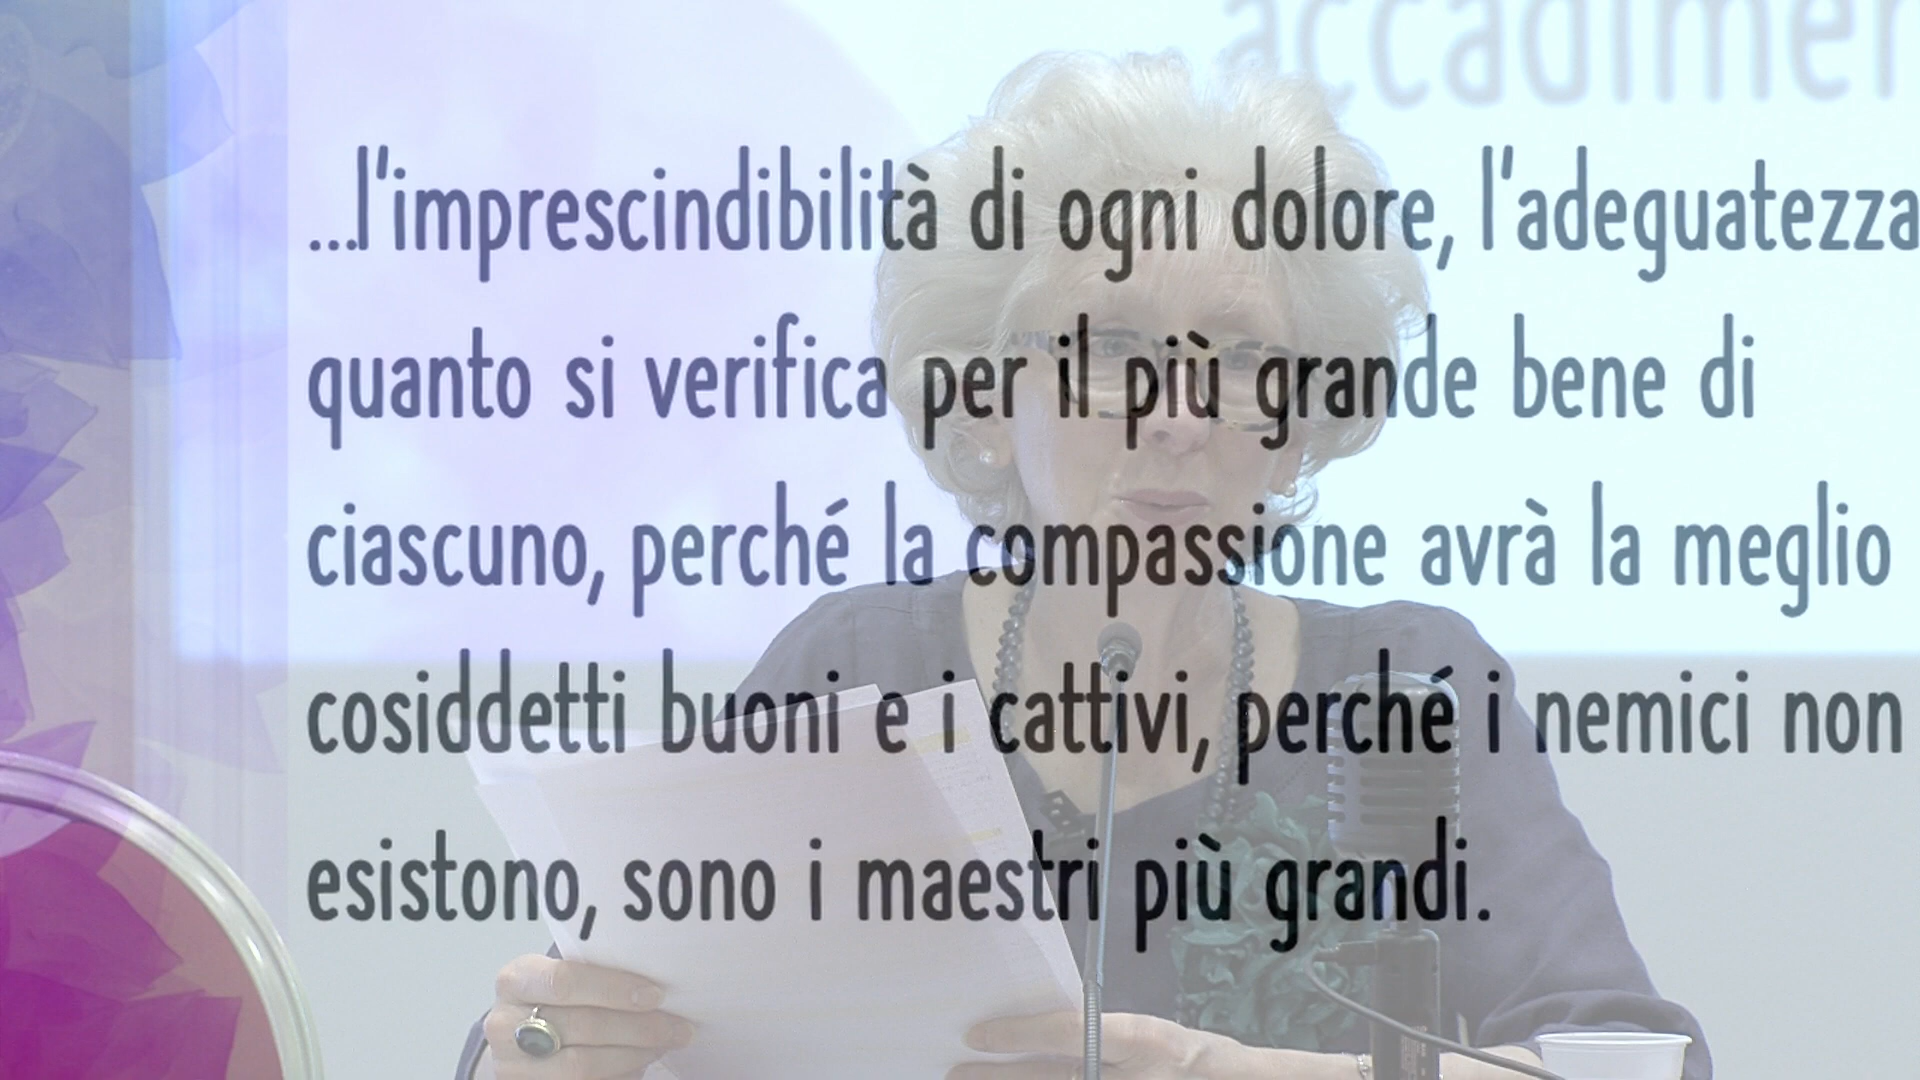 accadimen
...l'imprescindibilità di ogni dolore, l'adeguatezza
quanto si verifica per il più grande bene di
ciascuno, perché la compassione avrà la meglio
cosiddetti buoni e i cattivi, perché i nemici non
esistono, sono i maestri più grandi.